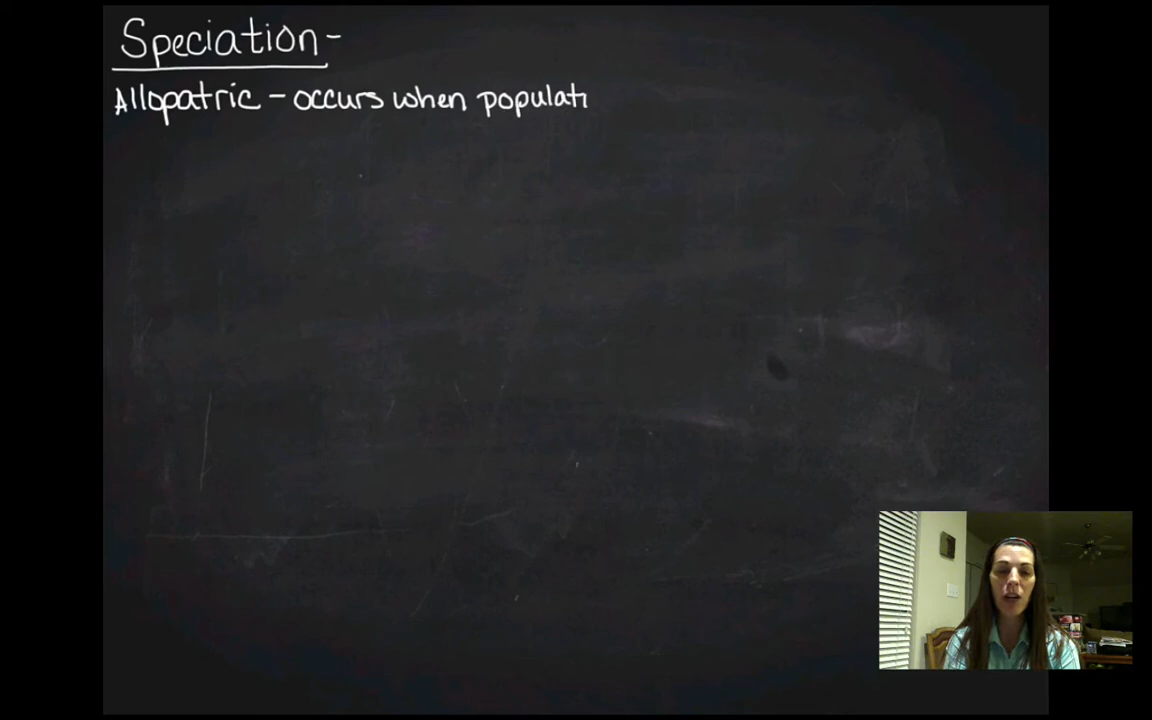 Speciation -
Allopatric - occurs when populati